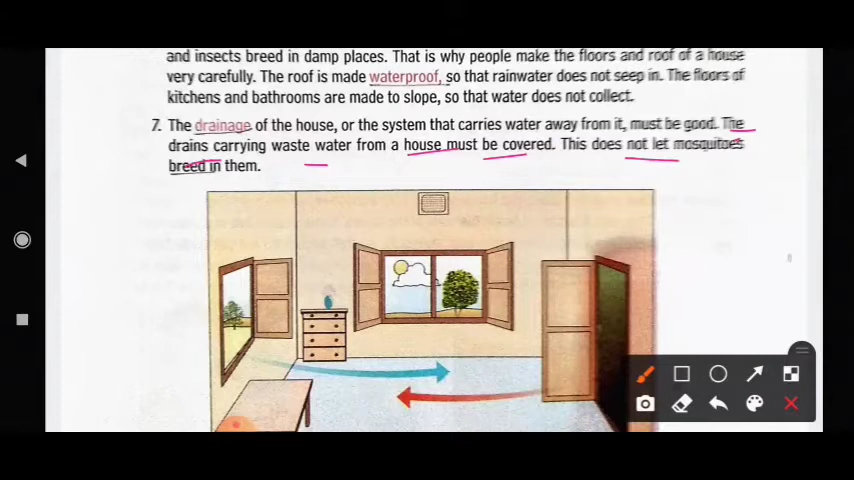 and insects breed in damp places. That is why people make the floors and roof of a house
very carefully. The roof is made waterproof, so that rainwater does not seep in. The floors of
kitchens and bathrooms are made to slope, so that water does not collect.
7. The drainage of the house, or the system that carries water away from it, must be good. The
drains carrying waste water from a house must be covered. This does not let mosquitoes
breed in them.